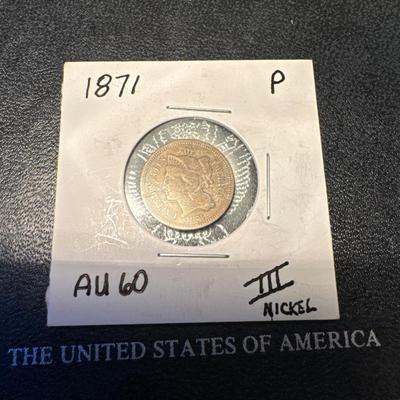 1871 P
AU 60 III
NICKEL
THE UNITED STATES OF AMERICA